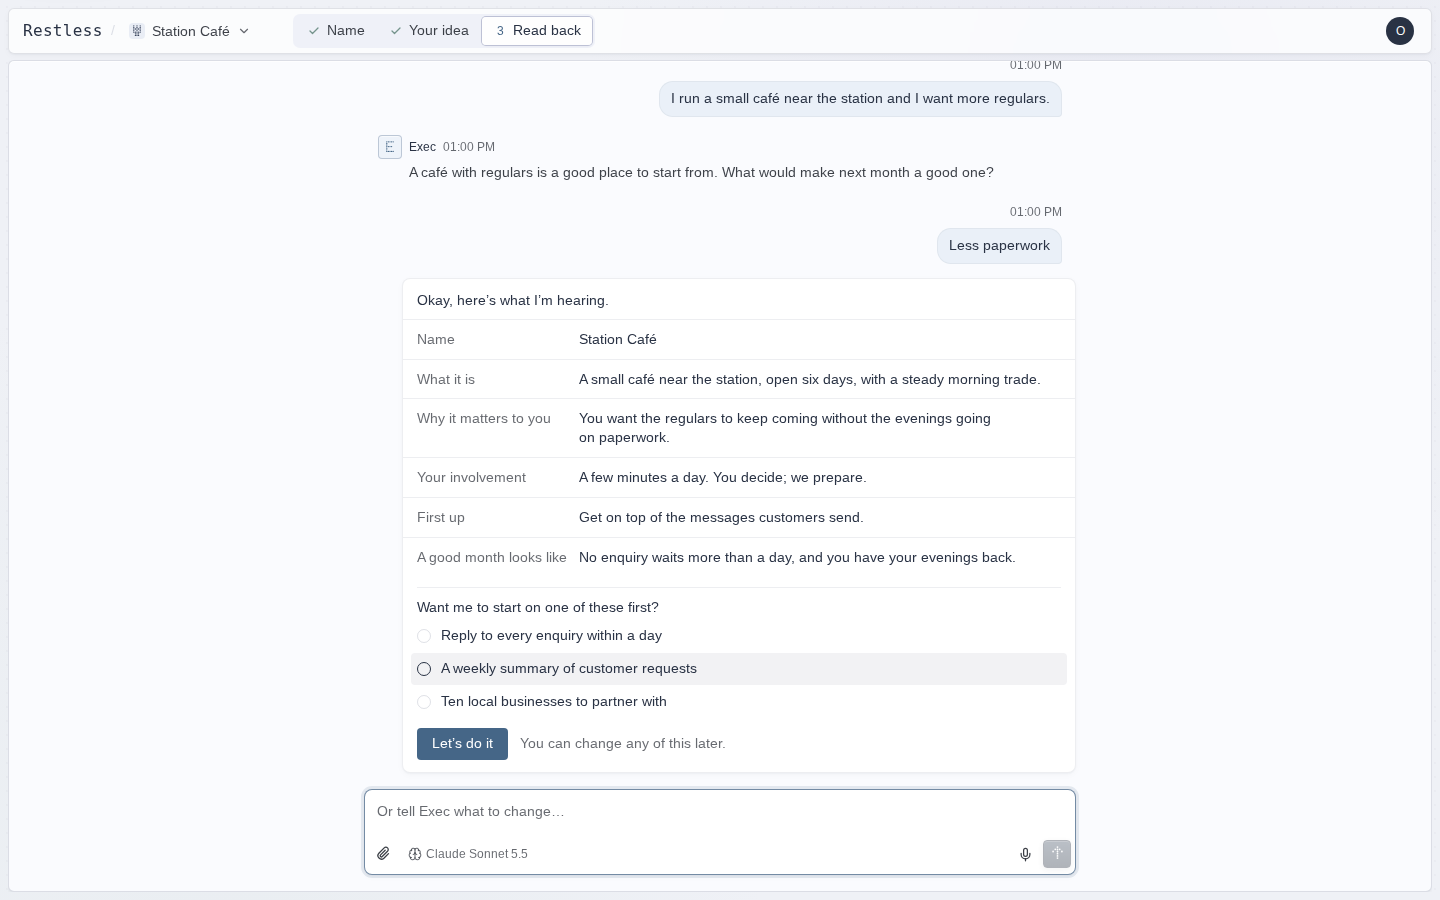 Restless / Station Café
Name
Your idea
3 Read back
O
01:00 PM
I run a small café near the station and I want more regulars.
E Exec 01:00 PM
A café with regulars is a good place to start from. What would make next month a good one?
01:00 PM
Less paperwork
Okay, here’s what I’m hearing.
Name Station Café
What it is A small café near the station, open six days, with a steady morning trade.
Why it matters to you You want the regulars to keep coming without the evenings going
on paperwork.
Your involvement A few minutes a day. You decide; we prepare.
First up Get on top of the messages customers send.
A good month looks like No enquiry waits more than a day, and you have your evenings back.
Want me to start on one of these first?
Reply to every enquiry within a day
A weekly summary of customer requests
Ten local businesses to partner with
Let’s do it You can change any of this later.
Or tell Exec what to change…
Claude Sonnet 5.5